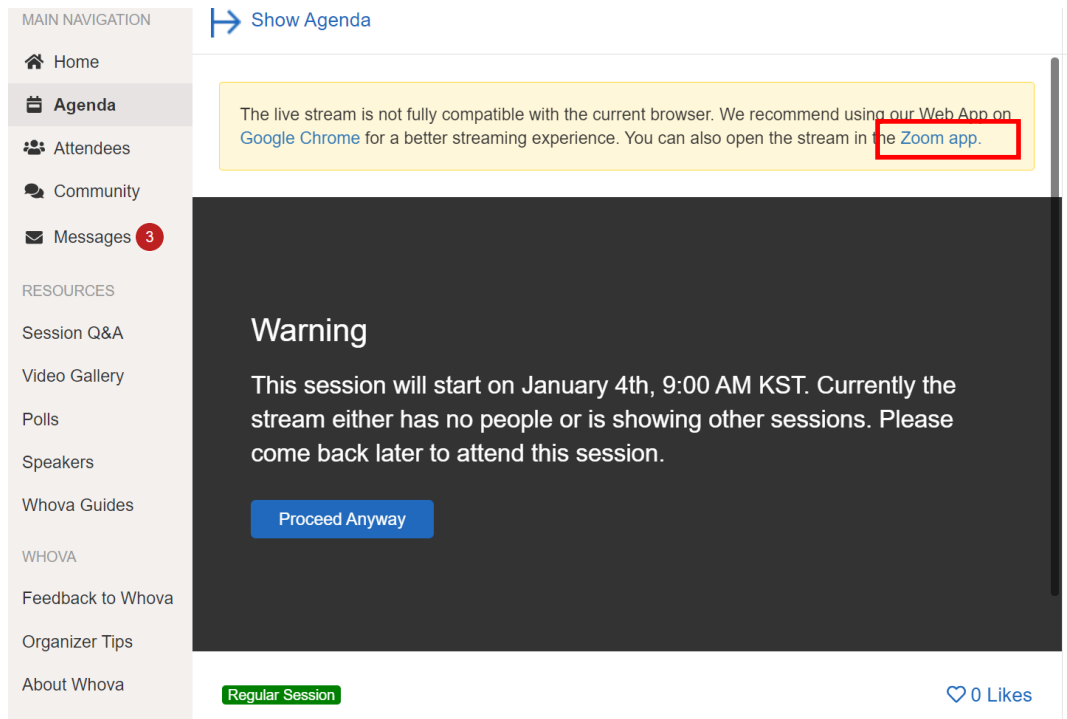 MAIN NAVIGATION
Home
Agenda
Attendees
Community
Messages 3
RESOURCES
Session Q&A
Video Gallery
Polls
Speakers
Whova Guides
WHOVA
Feedback to Whova
Organizer Tips
About Whova
Show Agenda
The live stream is not fully compatible with the current browser. We recommend using our Web App on
Google Chrome for a better streaming experience. You can also open the stream in the Zoom app.
Warning
This session will start on January 4th, 9:00 AM KST. Currently the
stream either has no people or is showing other sessions. Please
come back later to attend this session.
Proceed Anyway
Regular Session
0 Likes